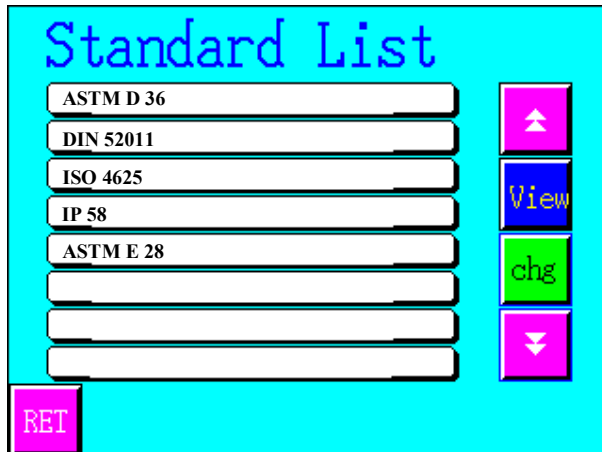 Standard List
ASTM D 36
DIN 52011
ISO 4625
IP 58
ASTM E 28
View
chg
RET